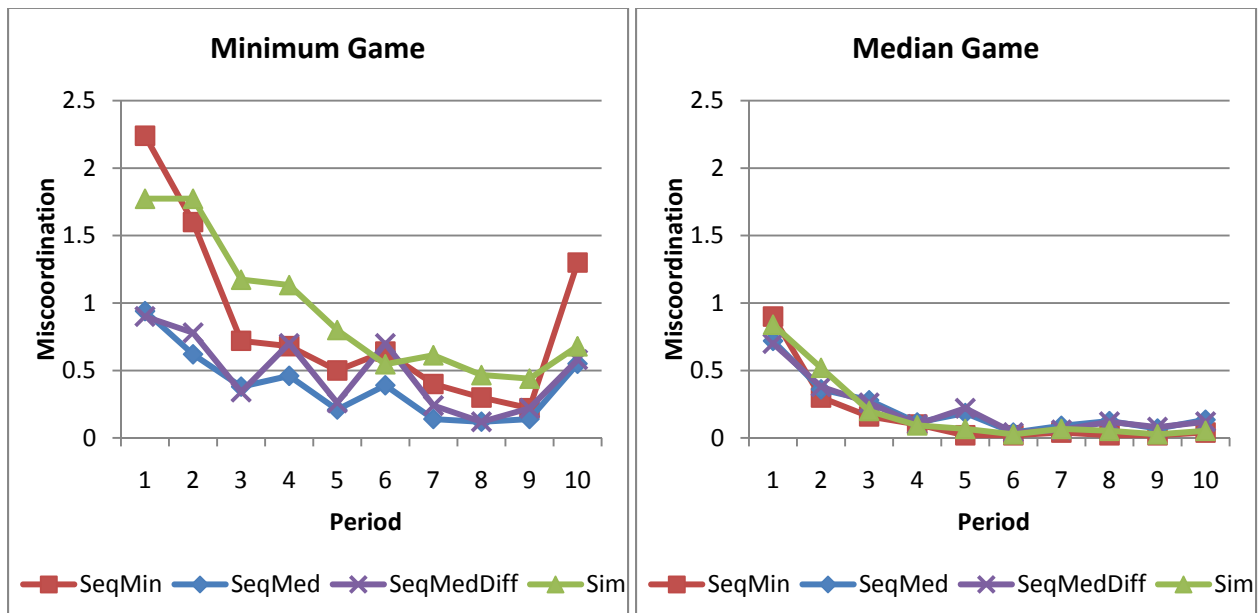 Minimum Game
2.5
2
1.5
1
0.5
0
Miscoordination
1 2 3 4 5 6 7 8 9 10
Period
SeqMin SeqMed SeqMedDiff Sim
Median Game
2.5
2
1.5
1
0.5
0
Miscoordination
1 2 3 4 5 6 7 8 9 10
Period
SeqMin SeqMed SeqMedDiff Sim